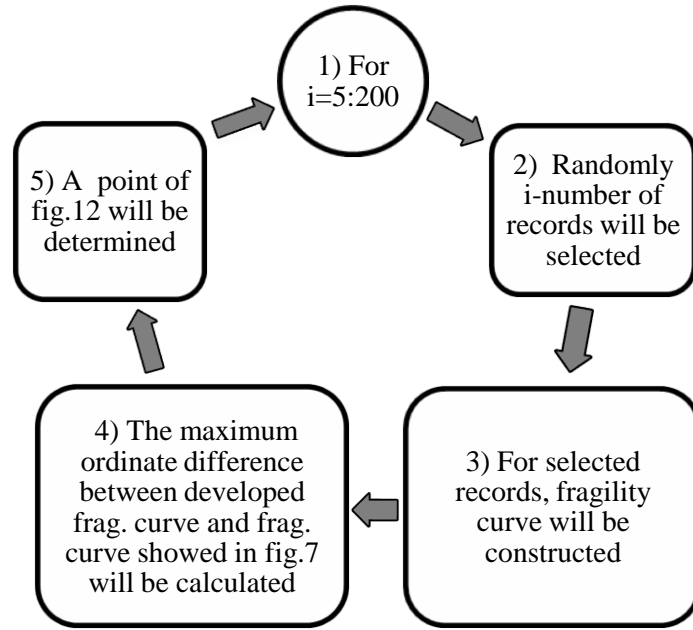 1) For
i=5:200
2) Randomly
i-number of
records will be
selected
3) For selected
records, fragility
curve will be
constructed
4) The maximum
ordinate difference
between developed
frag. curve and frag.
curve showed in fig.7
will be calculated
5) A point of
fig.12 will be
determined